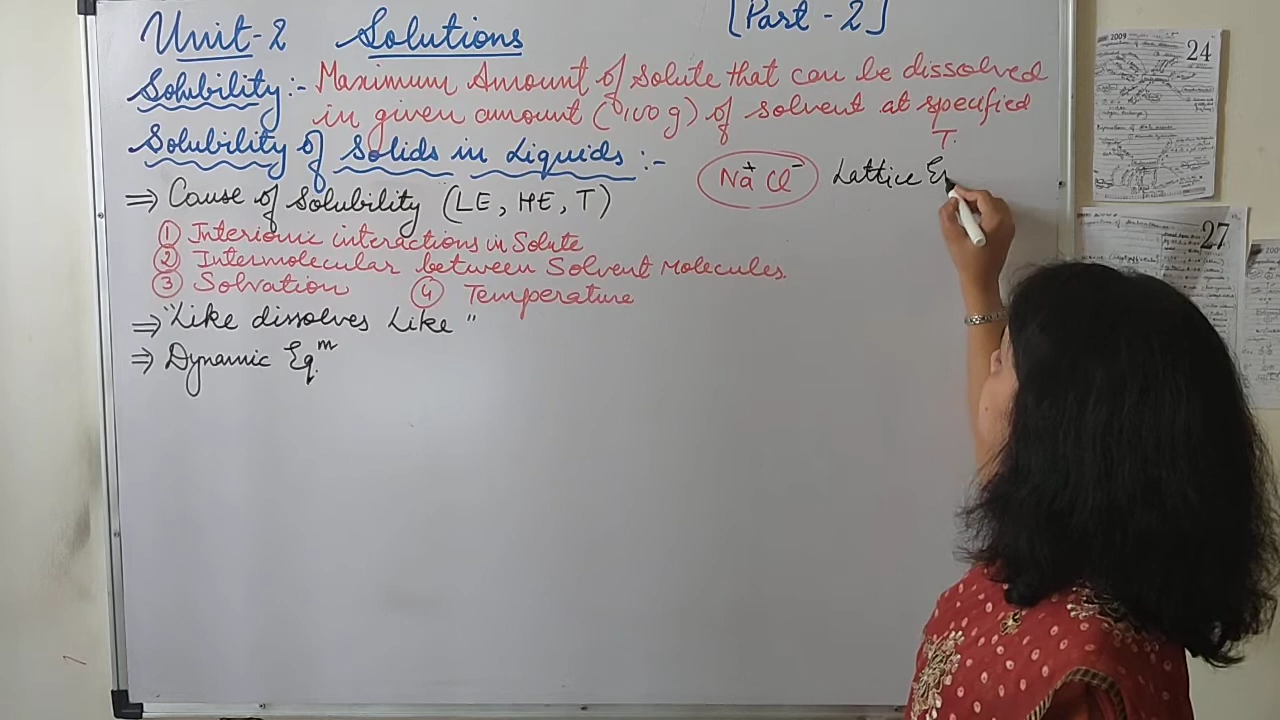 Unit-2 Solutions [Part-2]
Solubility :- Maximum Amount of Solute that can be dissolved
in given amount (100 g) of solvent at specified
T.
Solubility of Solids in Liquids :-
Na+ Cl- Lattice En
⇒ Cause of Solubility (LE, HE, T)
① Interionic interactions in Solute
② Intermolecular between Solvent Molecules.
③ Solvation ④ Temperature
⇒ "Like dissolves Like"
⇒ Dynamic Eqm.
2009
24
27